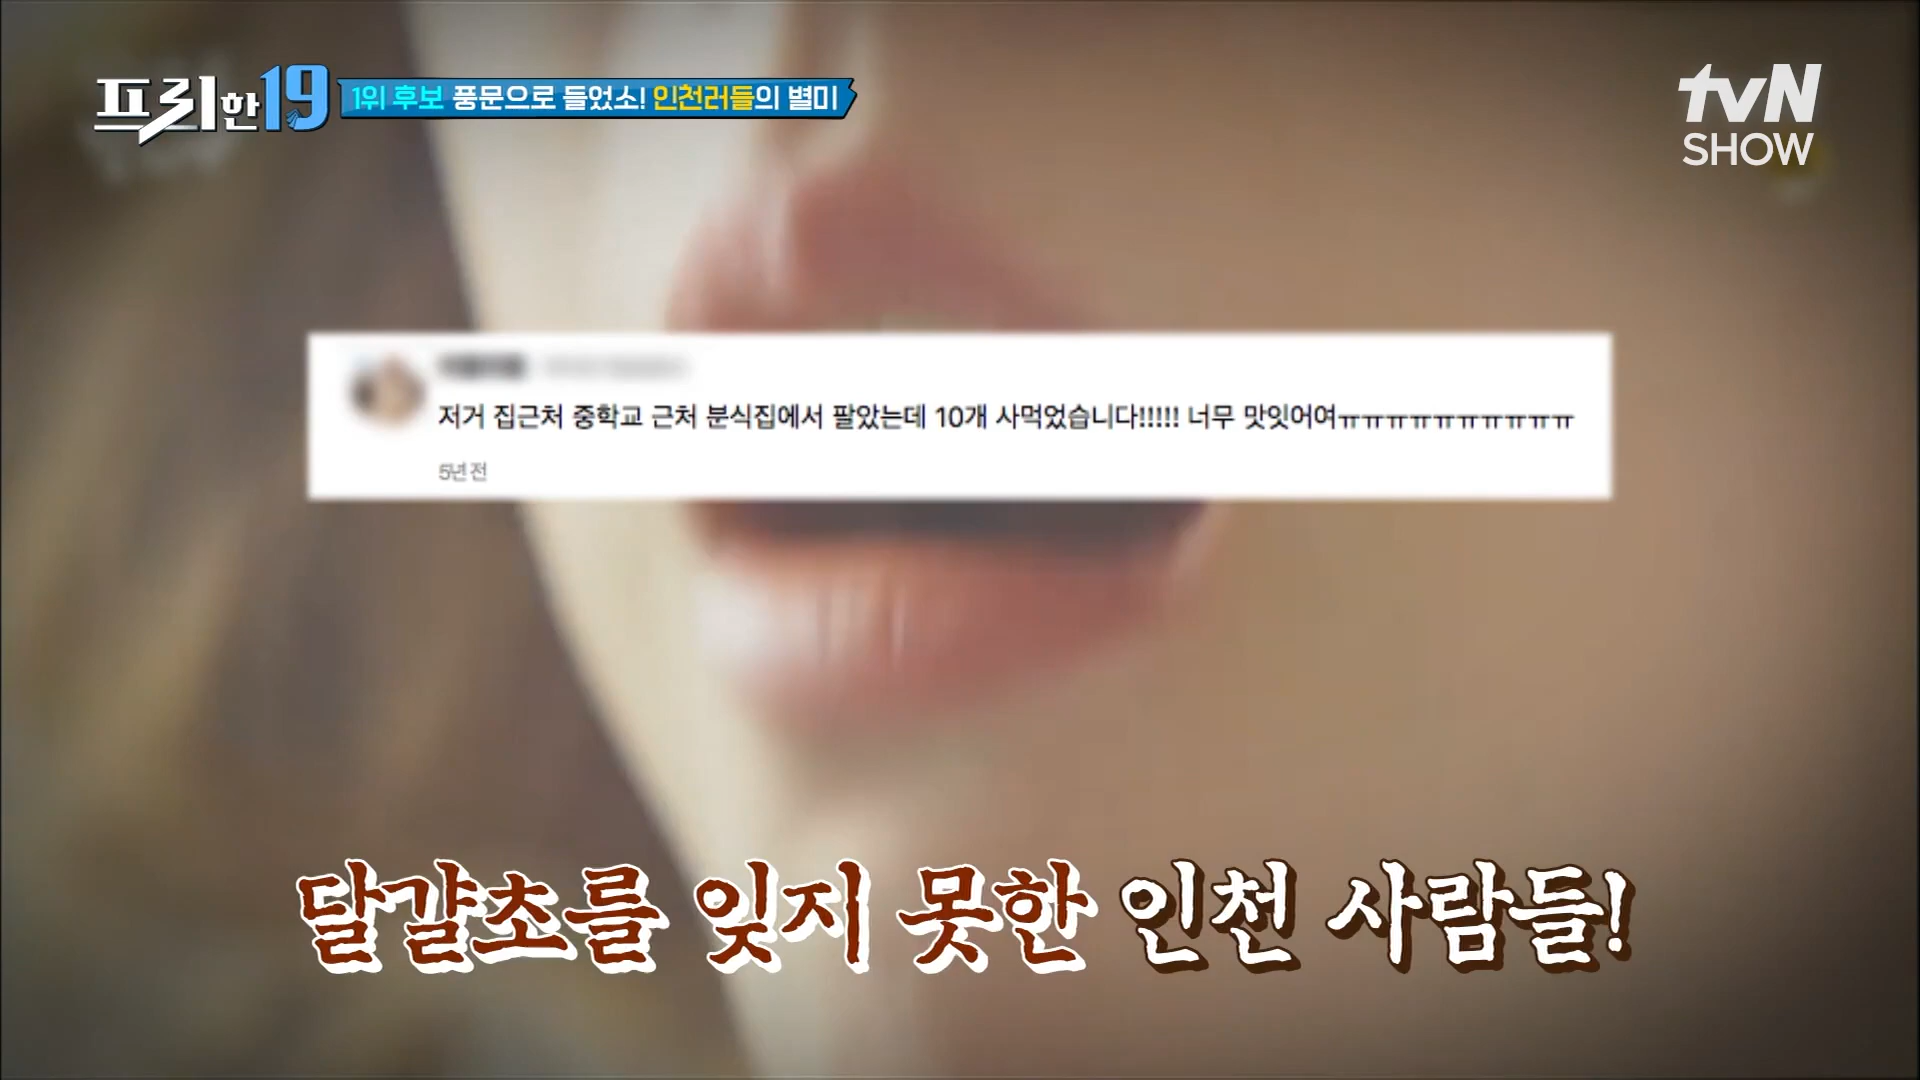 프리한19
1위 후보 풍문으로 들었소! 인천러들의 별미
tvN
SHOW
저거 집근처 중학교 근처 분식집에서 팔았는데 10개 사먹었습니다!!!!! 너무 맛잇어여ㅠㅠㅠㅠㅠㅠㅠㅠㅠㅠ
5년 전
달걀초를 잊지 못한 인천 사람들!